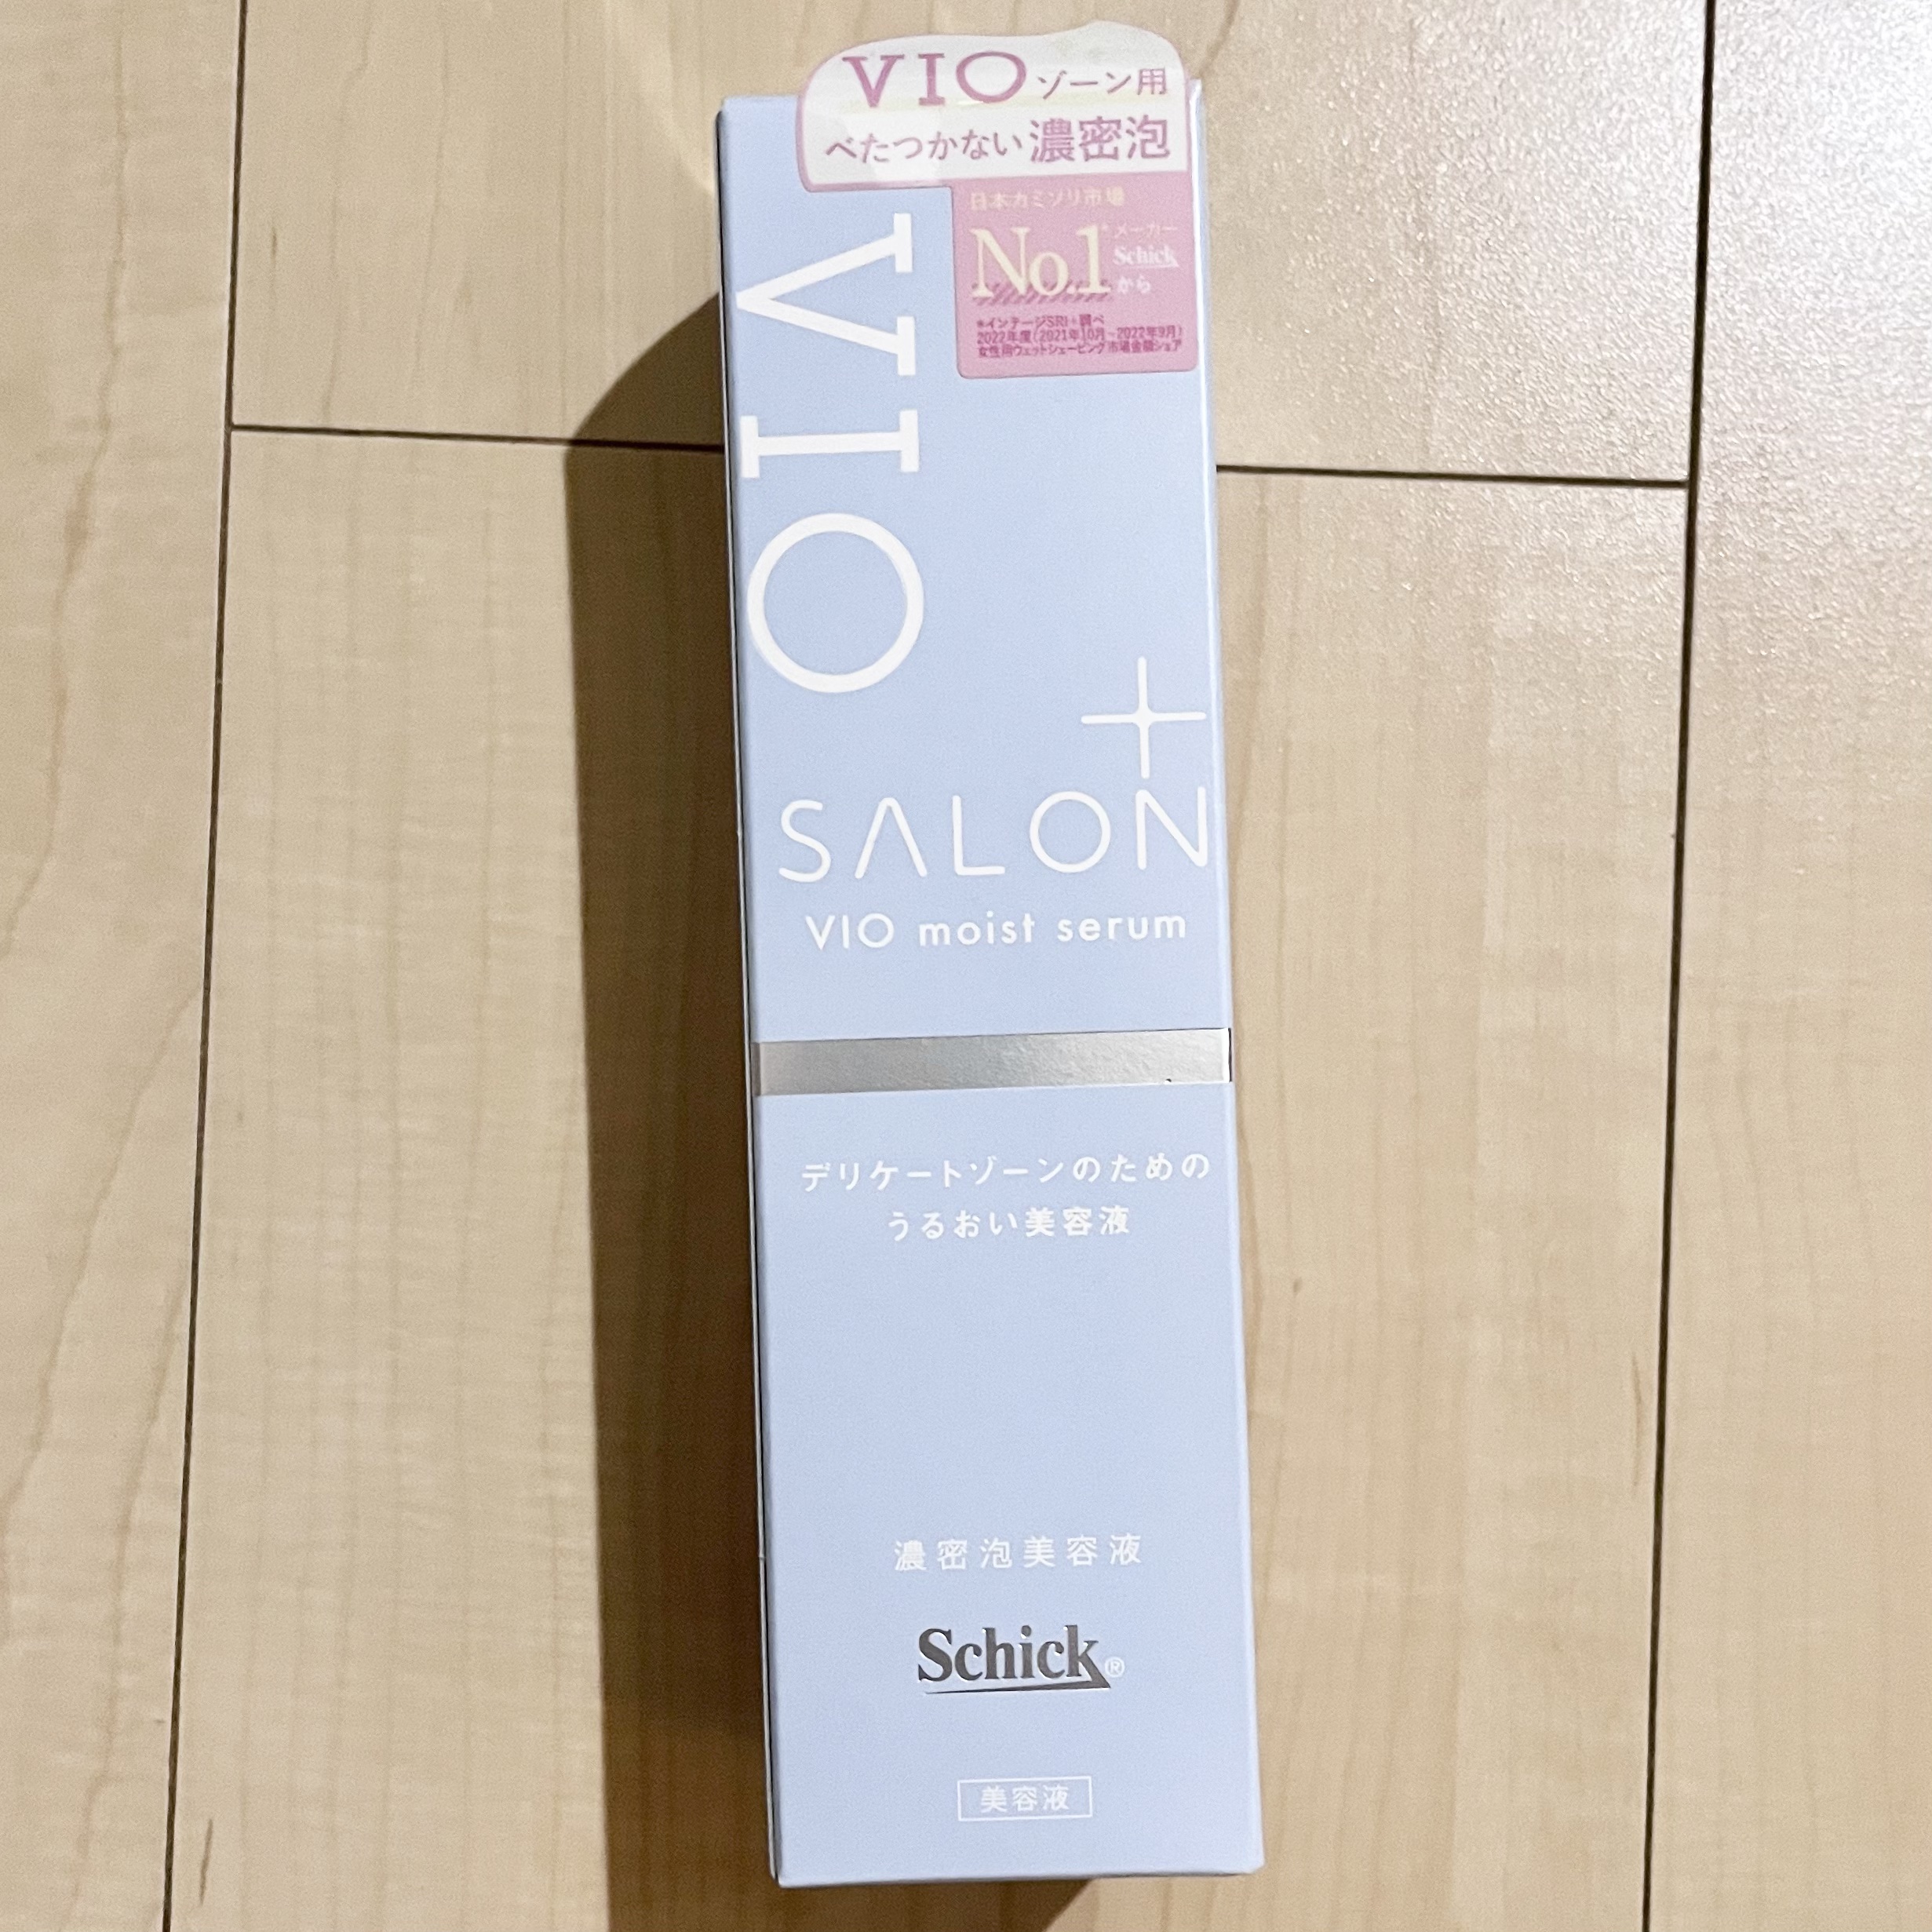 VIOゾーン用
べたつかない濃密泡
日本カミソリ市場
No.1*メーカー
Schick
から
*インテージSRI+調べ
2022年度(2021年10月~2022年9月)
女性用ウェットシェービング市場金額シェア
VIO
+
SALON
VIO moist serum
デリケートゾーンのための
うるおい美容液
濃密泡美容液
Schick®
美容液